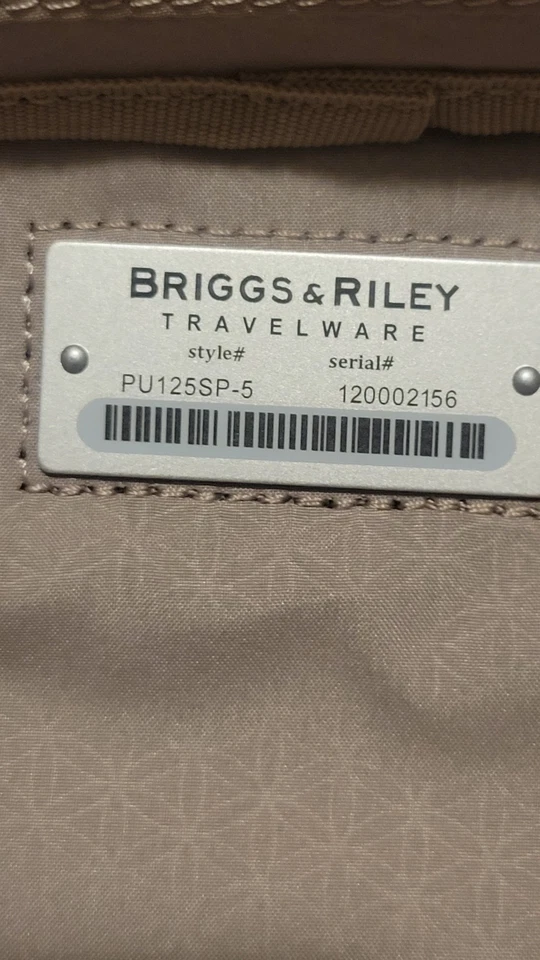 BRIGGS & RILEY
TRAVELWARE
style# serial#
PU125SP-5 120002156